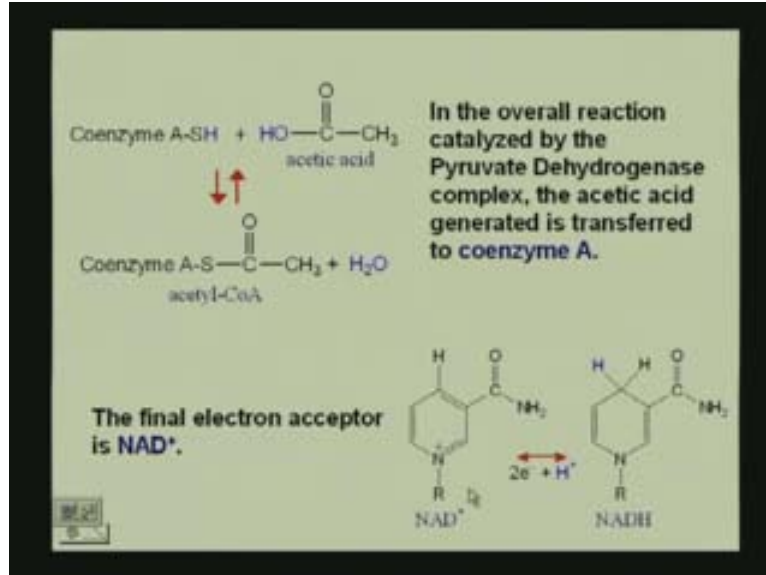 O
Coenzyme A-SH + HO—C—CH₃
acetic acid
O
Coenzyme A-S—C—CH₃ + H₂O
acetyl-CoA
In the overall reaction
catalyzed by the
Pyruvate Dehydrogenase
complex, the acetic acid
generated is transferred
to coenzyme A.
The final electron acceptor
is NAD⁺.
H O
C
NH₂
N⁺
R
NAD⁺
2e⁻ + H⁺
H H O
C
NH₂
N
R
NADH